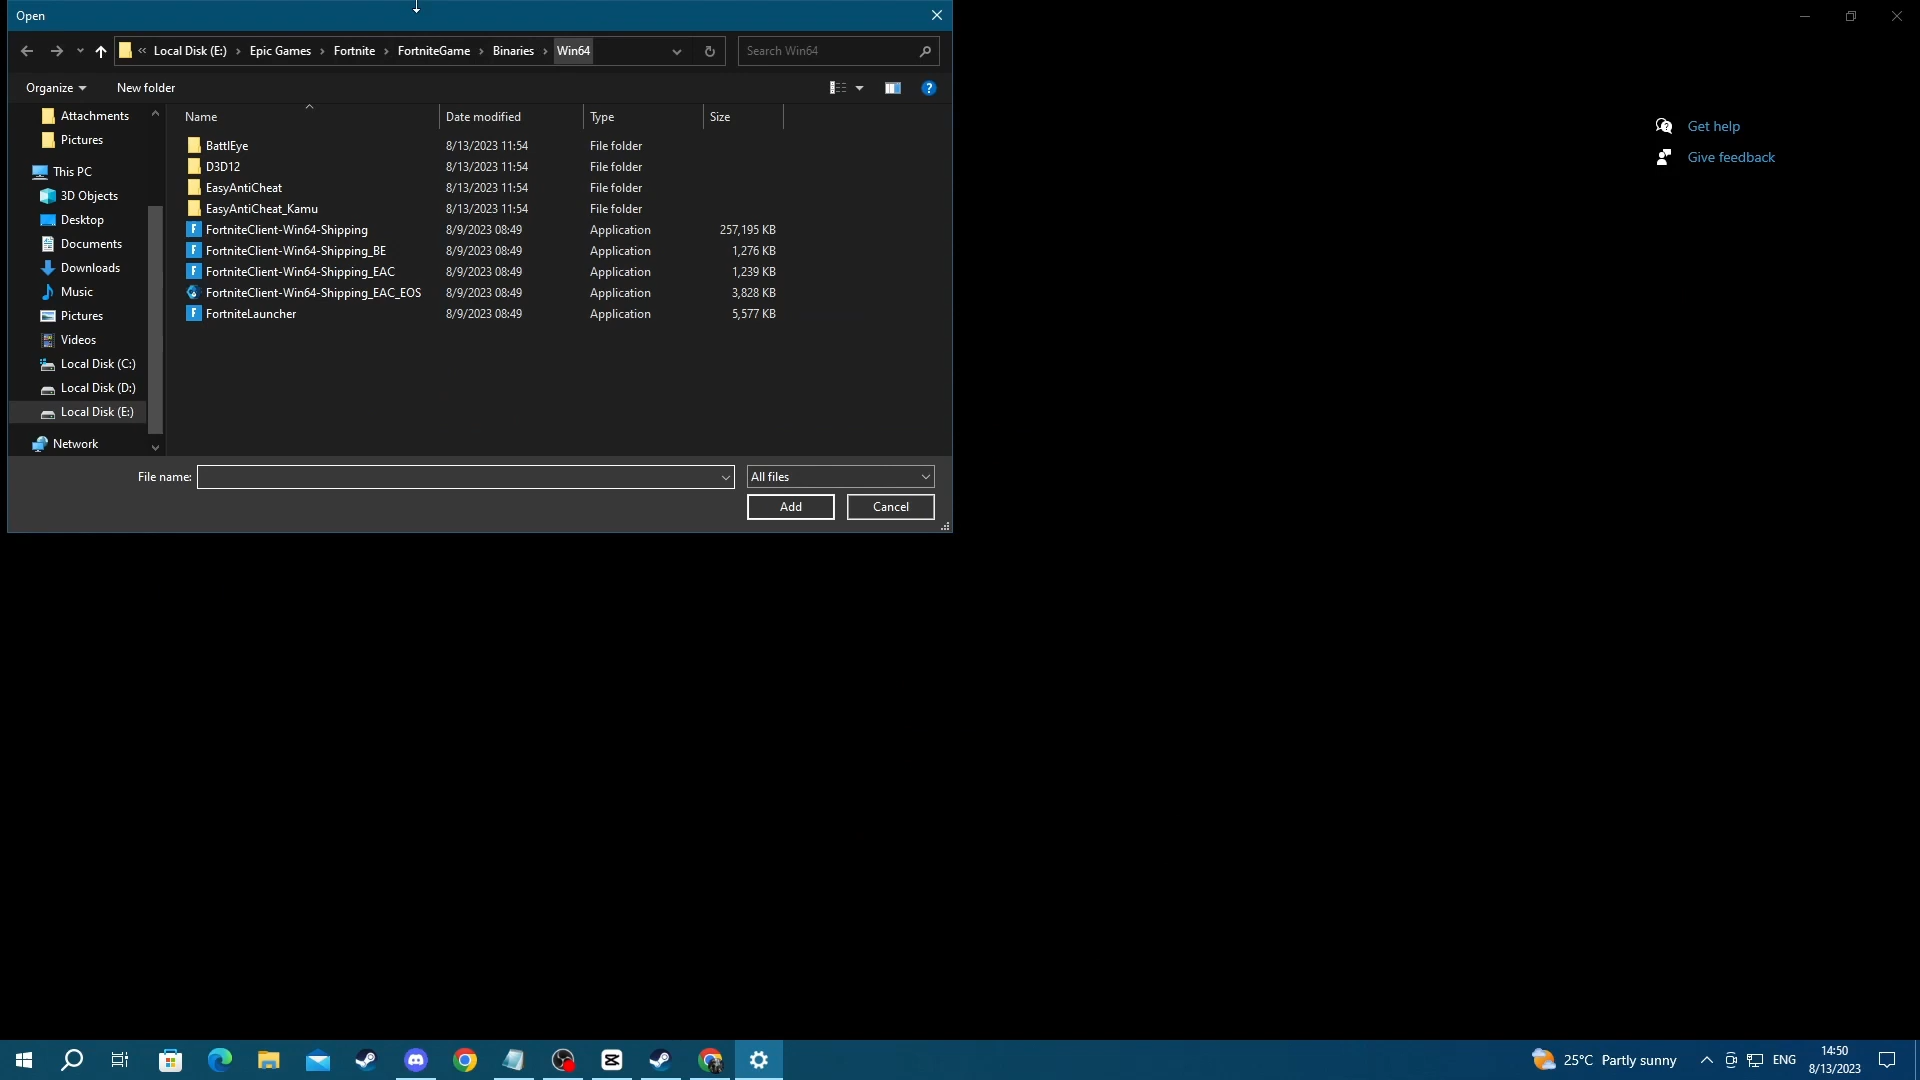 Open
« Local Disk (E:) › Epic Games › Fortnite › FortniteGame › Binaries › Win64
Search Win64
Organize
New folder
Name
Date modified
Type
Size
Attachments
Pictures
This PC
3D Objects
Desktop
Documents
Downloads
Music
Pictures
Videos
Local Disk (C:)
Local Disk (D:)
Local Disk (E:)
Network
BattlEye 8/13/2023 11:54 File folder
D3D12 8/13/2023 11:54 File folder
EasyAntiCheat 8/13/2023 11:54 File folder
EasyAntiCheat_Kamu 8/13/2023 11:54 File folder
FortniteClient-Win64-Shipping 8/9/2023 08:49 Application 257,195 KB
FortniteClient-Win64-Shipping_BE 8/9/2023 08:49 Application 1,276 KB
FortniteClient-Win64-Shipping_EAC 8/9/2023 08:49 Application 1,239 KB
FortniteClient-Win64-Shipping_EAC_EOS 8/9/2023 08:49 Application 3,828 KB
FortniteLauncher 8/9/2023 08:49 Application 5,577 KB
File name:
All files
Add
Cancel
Get help
Give feedback
25°C Partly sunny
ENG
14:50
8/13/2023